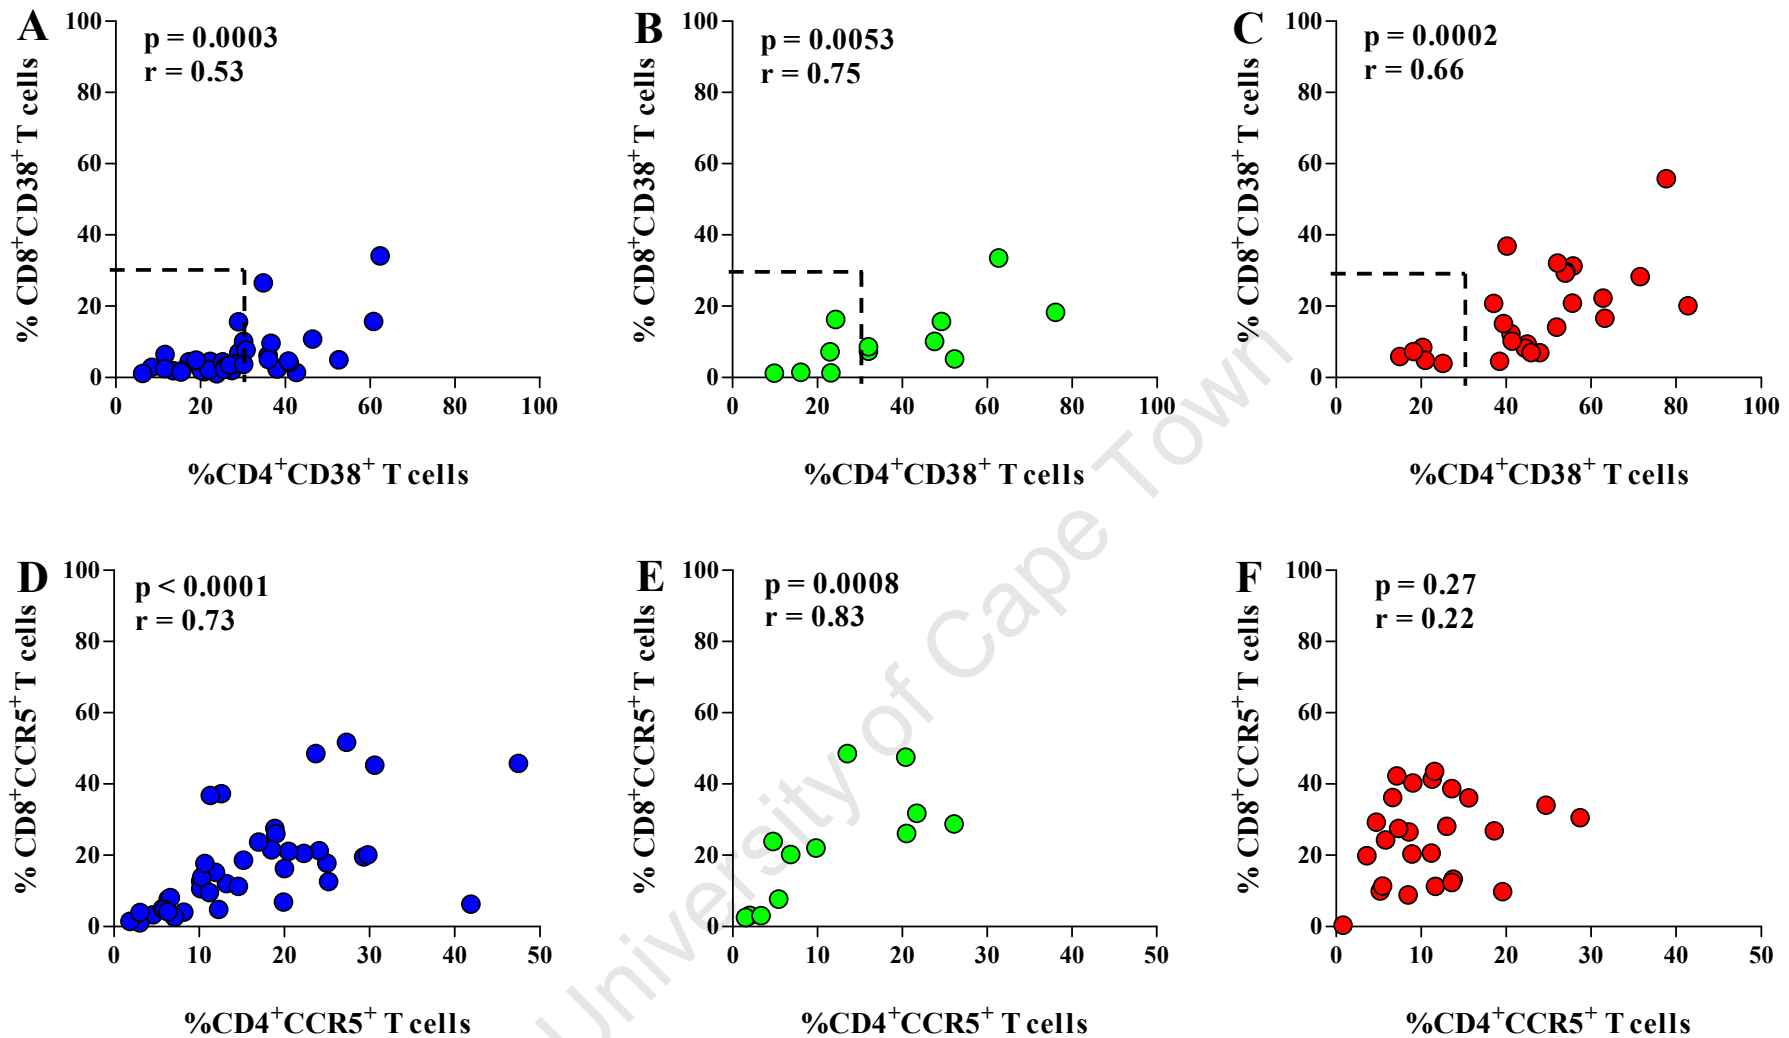 A
p = 0.0003
r = 0.53
% CD8+CD38+ T cells
100
80
60
40
20
0
0 20 40 60 80 100
%CD4+CD38+ T cells
B
p = 0.0053
r = 0.75
% CD8+CD38+ T cells
100
80
60
40
20
0
0 20 40 60 80 100
%CD4+CD38+ T cells
C
p = 0.0002
r = 0.66
% CD8+CD38+ T cells
100
80
60
40
20
0
0 20 40 60 80 100
%CD4+CD38+ T cells
D
p < 0.0001
r = 0.73
% CD8+CCR5+ T cells
100
80
60
40
20
0
0 10 20 30 40 50
%CD4+CCR5+ T cells
E
p = 0.0008
r = 0.83
% CD8+CCR5+ T cells
100
80
60
40
20
0
0 10 20 30 40 50
%CD4+CCR5+ T cells
F
p = 0.27
r = 0.22
% CD8+CCR5+ T cells
100
80
60
40
20
0
0 10 20 30 40 50
%CD4+CCR5+ T cells
University of Cape Town